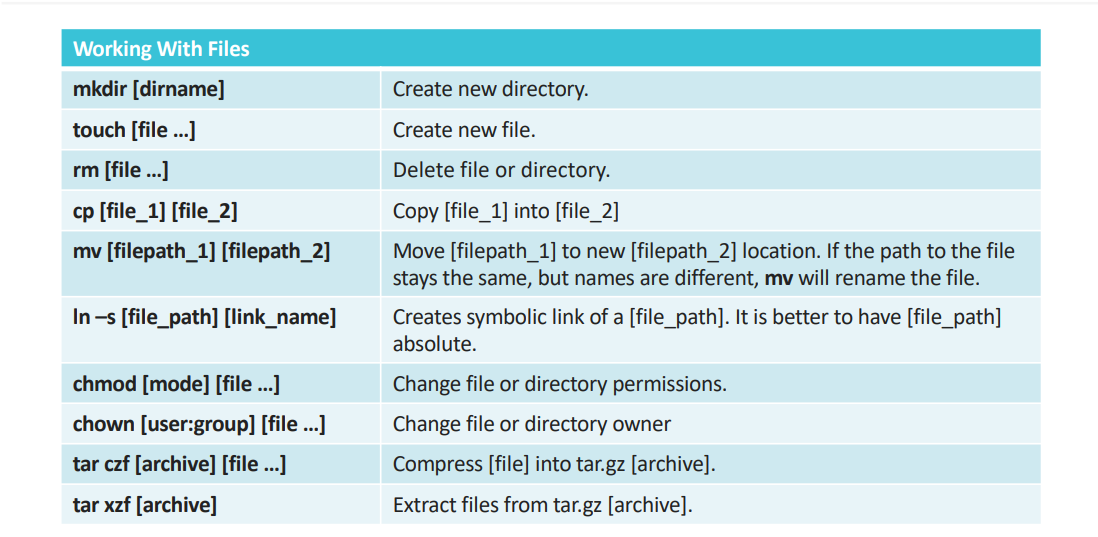 Working With Files
mkdir [dirname] Create new directory.
touch [file ...] Create new file.
rm [file ...] Delete file or directory.
cp [file_1] [file_2] Copy [file_1] into [file_2]
mv [filepath_1] [filepath_2] Move [filepath_1] to new [filepath_2] location. If the path to the file
stays the same, but names are different, mv will rename the file.
ln –s [file_path] [link_name] Creates symbolic link of a [file_path]. It is better to have [file_path]
absolute.
chmod [mode] [file ...] Change file or directory permissions.
chown [user:group] [file ...] Change file or directory owner
tar czf [archive] [file ...] Compress [file] into tar.gz [archive].
tar xzf [archive] Extract files from tar.gz [archive].